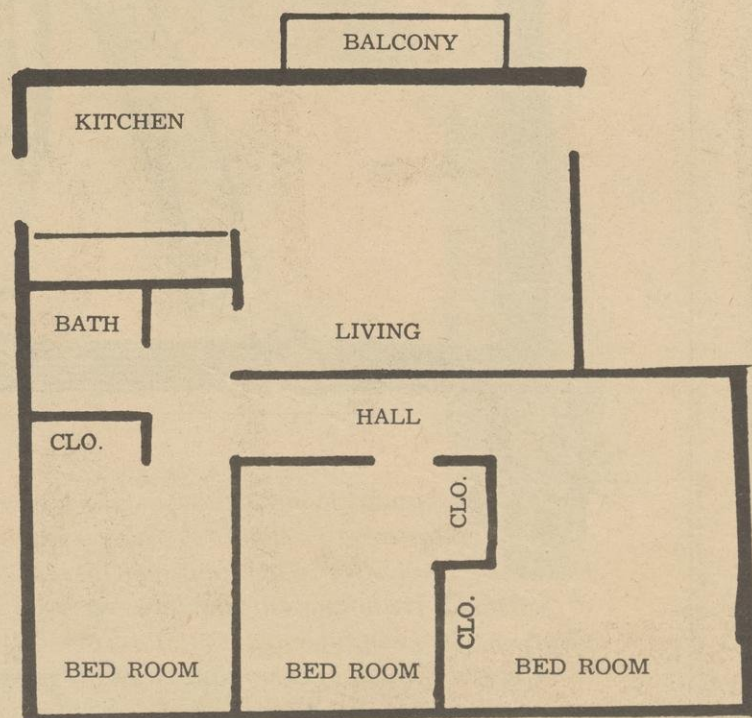 BALCONY
KITCHEN
BATH
LIVING
HALL
CLO.
CLO.
CLO.
BED ROOM
BED ROOM
BED ROOM